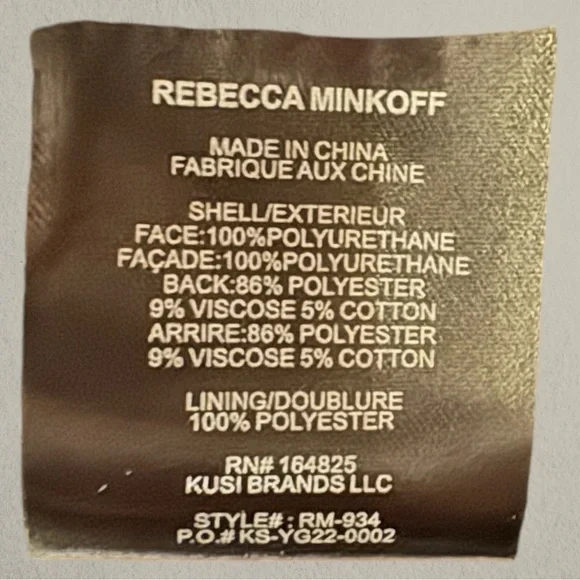 REBECCA MINKOFF
MADE IN CHINA
FABRIQUE AUX CHINE
SHELL/EXTERIEUR
FACE:100%POLYURETHANE
FAÇADE:100%POLYURETHANE
BACK:86% POLYESTER
9% VISCOSE 5% COTTON
ARRIRE:86% POLYESTER
9% VISCOSE 5% COTTON
LINING/DOUBLURE
100% POLYESTER
RN# 164825
KUSI BRANDS LLC
STYLE# : RM-934
P.O.# KS-YG22-0002